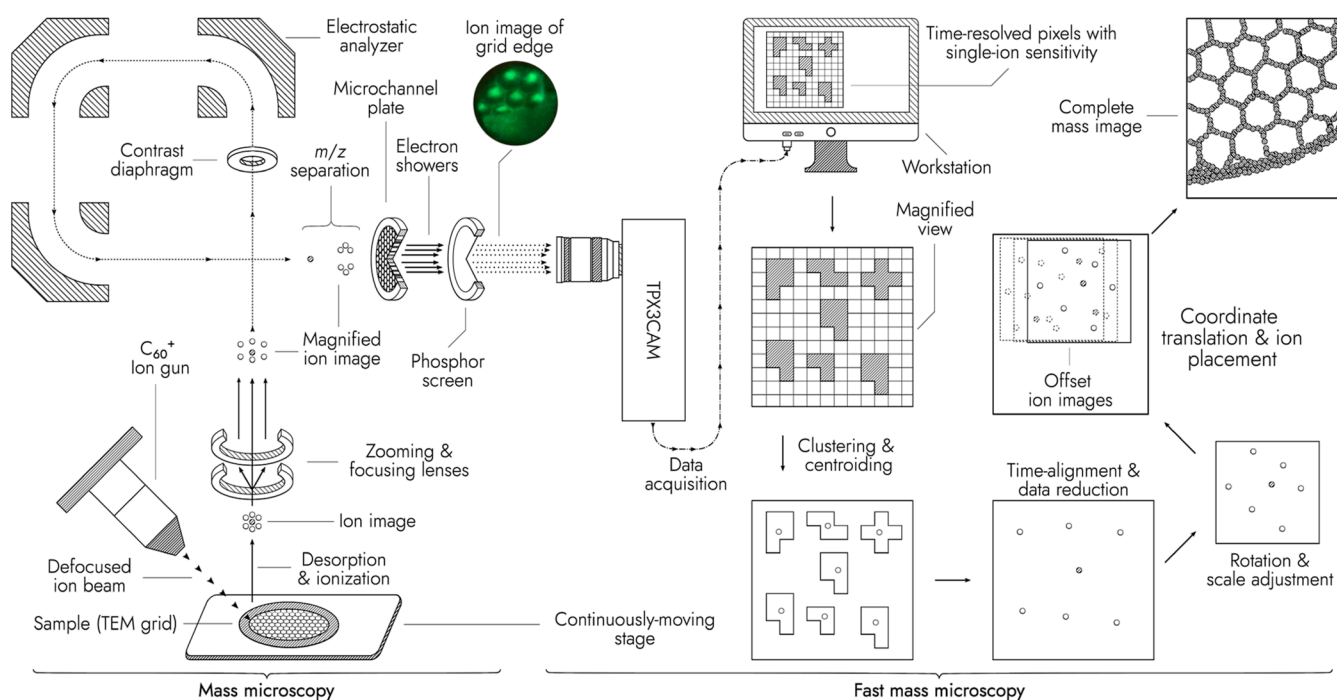 Electrostatic
analyzer
Ion image of
grid edge
Microchannel
plate
Contrast
diaphragm
m/z
separation
Electron
showers
Magnified
ion image
Phosphor
screen
C60+
Ion gun
Zooming &
focusing lenses
Ion image
Defocused
ion beam
Desorption
& ionization
Sample (TEM grid)
Continuously-moving
stage
Mass microscopy
TPX3CAM
Data
acquisition
Time-resolved pixels with
single-ion sensitivity
Workstation
Magnified
view
Clustering &
centroiding
Time-alignment &
data reduction
Rotation &
scale adjustment
Coordinate
translation & ion
placement
Offset
ion images
Complete
mass image
Fast mass microscopy